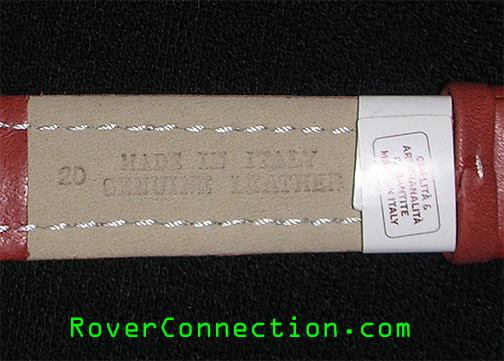 20
MADE IN ITALY
GENUINE LEATHER
QUALITÀ &
ARTIGIANALITÀ
GARANTITE
MADE IN ITALY
RoverConnection.com